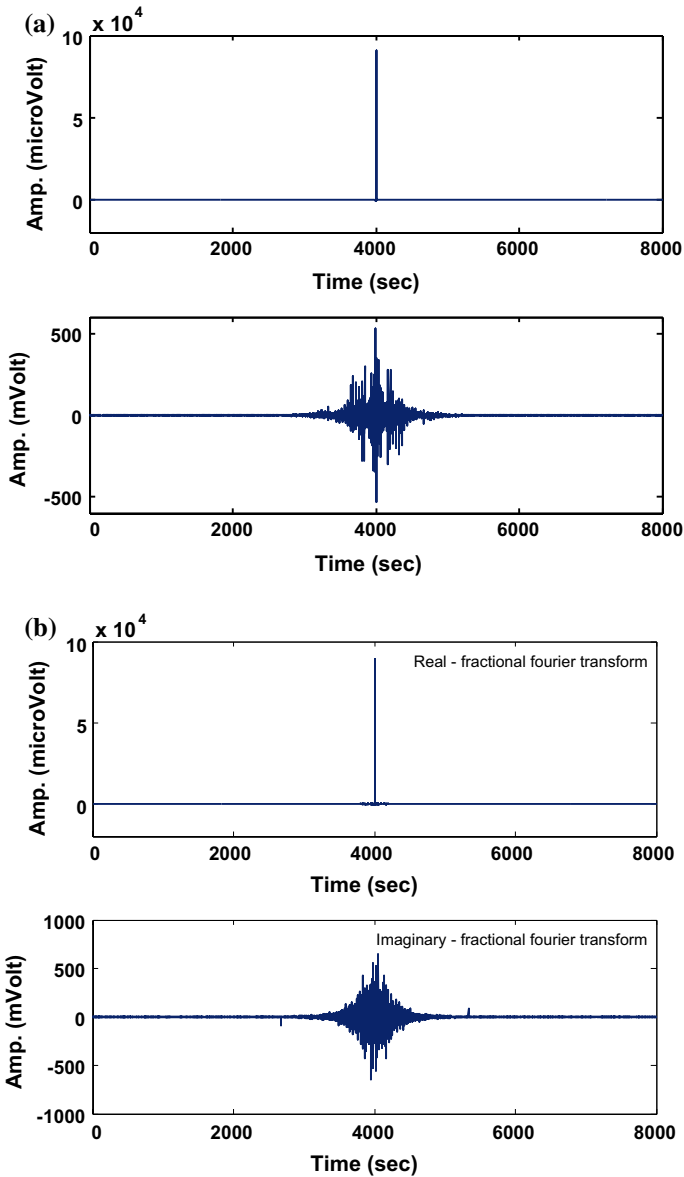 (a)
x 10^4
10
5
0
Amp. (microVolt)
0 2000 4000 6000 8000
Time (sec)
500
0
-500
Amp. (mVolt)
0 2000 4000 6000 8000
Time (sec)
(b)
x 10^4
10
5
0
Amp. (microVolt)
Real - fractional fourier transform
0 2000 4000 6000 8000
Time (sec)
1000
500
0
-500
-1000
Amp. (mVolt)
Imaginary - fractional fourier transform
0 2000 4000 6000 8000
Time (sec)